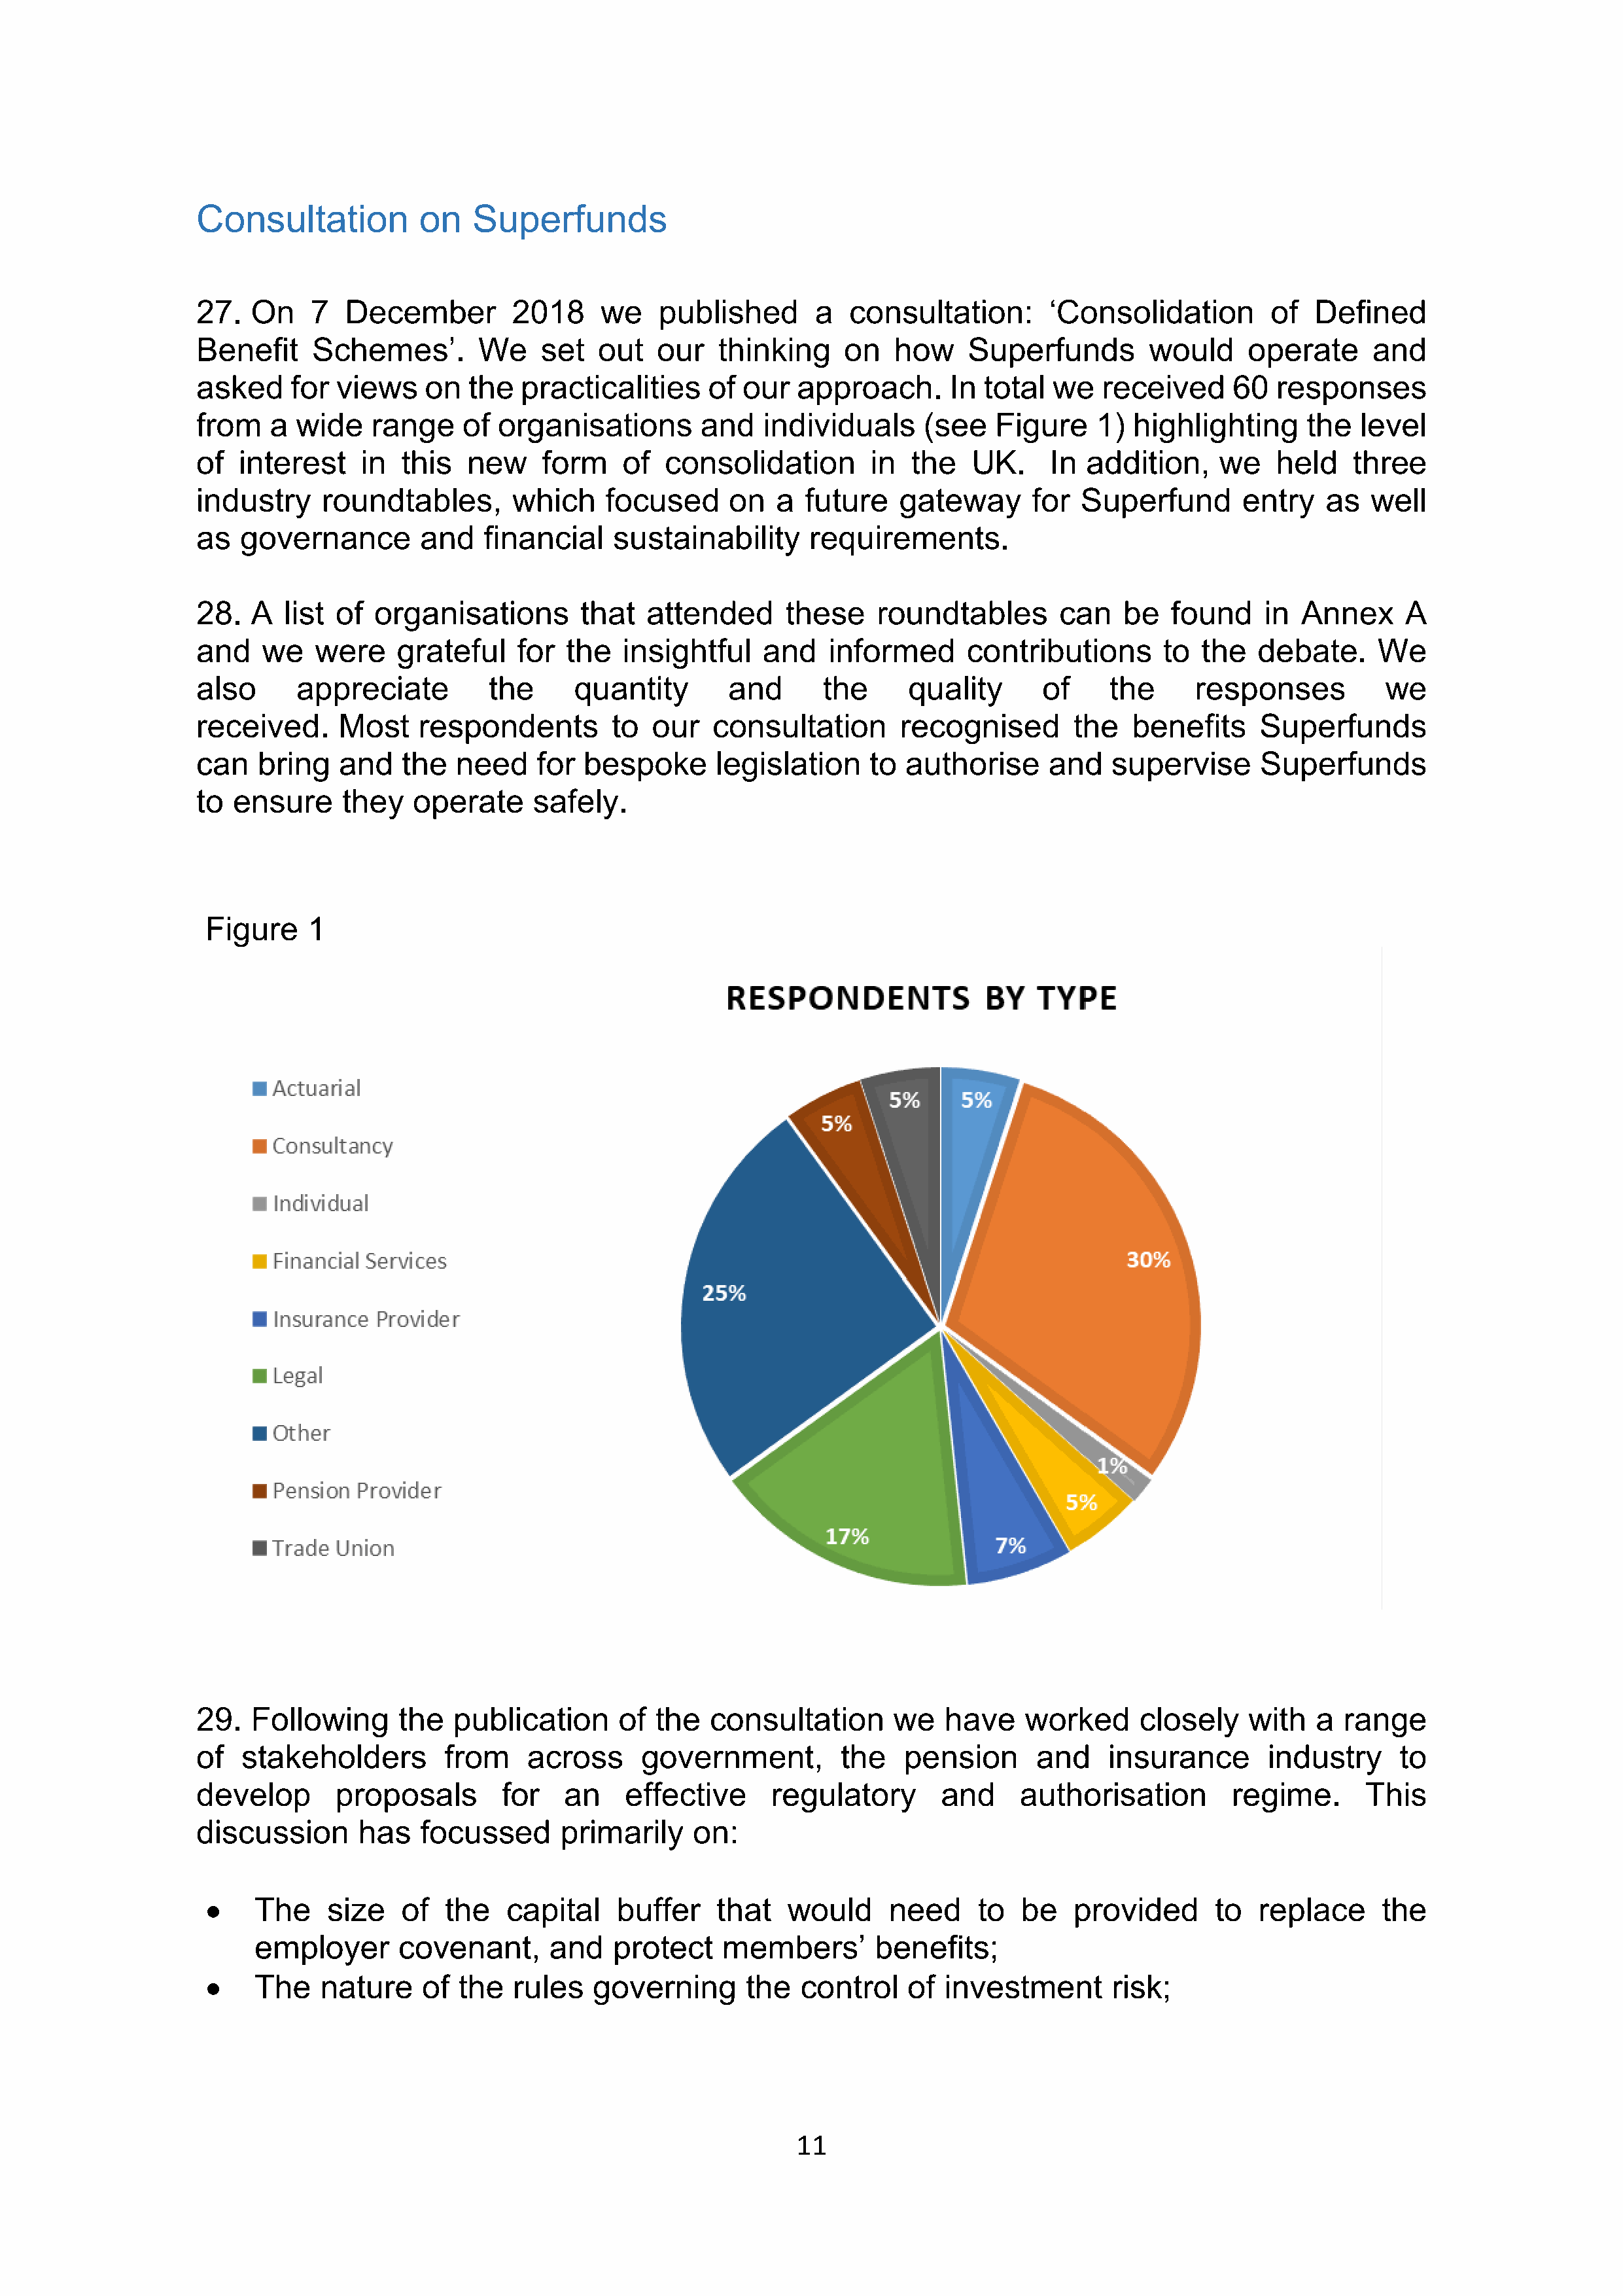 Consultation on Superfunds
27. On 7 December 2018 we published a consultation: ‘Consolidation of Defined
Benefit Schemes’. We set out our thinking on how Superfunds would operate and
asked for views on the practicalities of our approach. In total we received 60 responses
from a wide range of organisations and individuals (see Figure 1) highlighting the level
of interest in this new form of consolidation in the UK. In addition, we held three
industry roundtables, which focused on a future gateway for Superfund entry as well
as governance and financial sustainability requirements.
28. A list of organisations that attended these roundtables can be found in Annex A
and we were grateful for the insightful and informed contributions to the debate. We
also appreciate the quantity and the quality of the responses we
received. Most respondents to our consultation recognised the benefits Superfunds
can bring and the need for bespoke legislation to authorise and supervise Superfunds
to ensure they operate safely.
Figure 1
RESPONDENTS BY TYPE
Actuarial
Consultancy
Individual
Financial Services
Insurance Provider
Legal
Other
Pension Provider
Trade Union
5%
30%
1%
5%
7%
17%
25%
5%
5%
29. Following the publication of the consultation we have worked closely with a range
of stakeholders from across government, the pension and insurance industry to
develop proposals for an effective regulatory and authorisation regime. This
discussion has focussed primarily on:
• The size of the capital buffer that would need to be provided to replace the
employer covenant, and protect members’ benefits;
• The nature of the rules governing the control of investment risk;
11